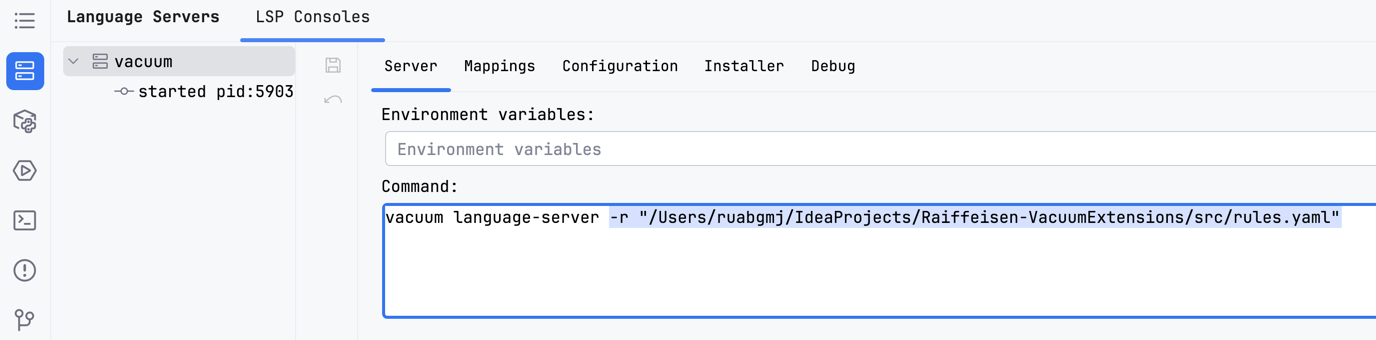 Language Servers LSP Consoles
vacuum
started pid:5903
Server Mappings Configuration Installer Debug
Environment variables:
Environment variables
Command:
vacuum language-server -r "/Users/ruabgmj/IdeaProjects/Raiffeisen-VacuumExtensions/src/rules.yaml"